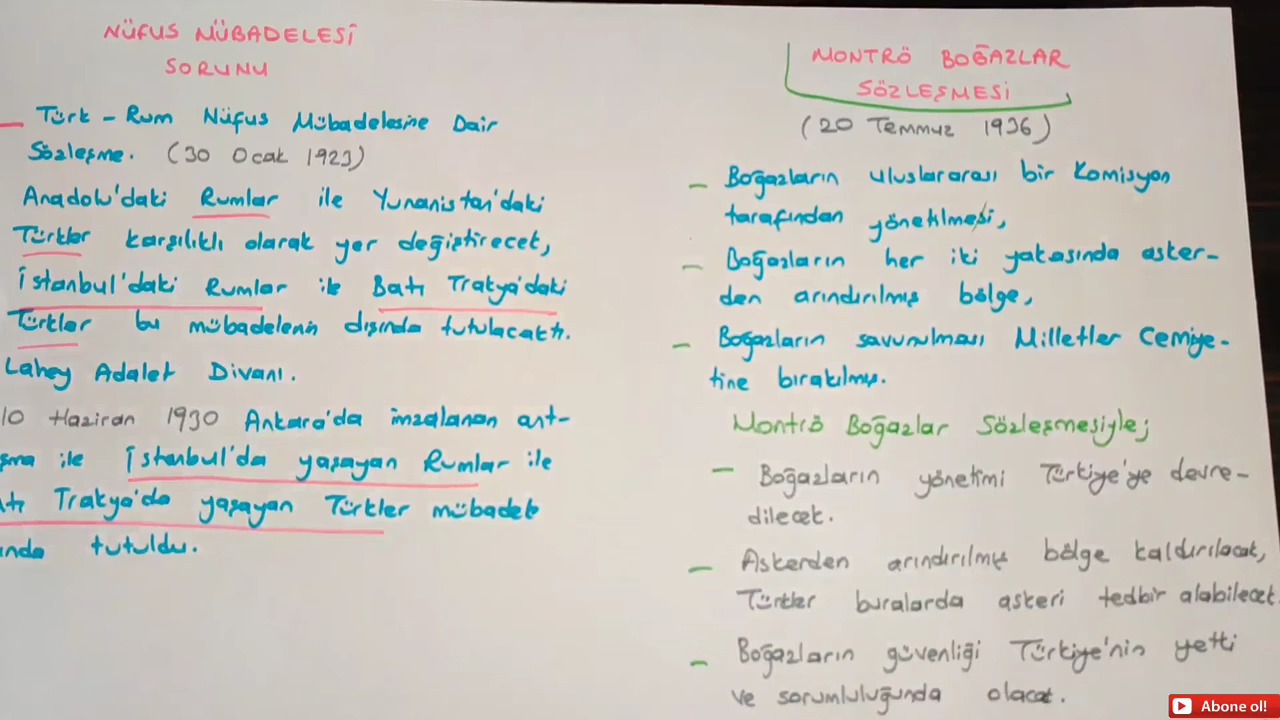 NÜFUS MÜBADELESİ
SORUNU
Türk - Rum Nüfus Mübadelesine Dair
Sözleşme. (30 Ocak 1923)
Anadolu'daki Rumlar ile Yunanistan'daki
Türkler karşılıklı olarak yer değiştirecek,
İstanbul'daki Rumlar ile Batı Trakya'daki
Türkler bu mübadelenin dışında tutulacaktı.
Lahey Adalet Divanı.
10 Haziran 1930 Ankara'da imzalanan ant-
şma ile İstanbul'da yaşayan Rumlar ile
atı Trakya'da yaşayan Türkler mübadele
ında tutuldu.
MONTRÖ BOĞAZLAR
SÖZLEŞMESİ
(20 Temmuz 1936)
- Boğazların uluslararası bir Komisyon
tarafından yönetilmesi,
- Boğazların her iki yakasında asker-
den arındırılmış bölge,
- Boğazların savunulması Milletler Cemiye-
tine bırakılmış.
Montrö Boğazlar Sözleşmesiyle;
- Boğazların yönetimi Türkiye'ye devre-
dilecek.
- Askerden arındırılmış bölge kaldırılacak,
Türkler buralarda askeri tedbir alabilecek.
- Boğazların güvenliği Türkiye'nin yetki
ve sorumluluğunda olacak.
Abone ol!